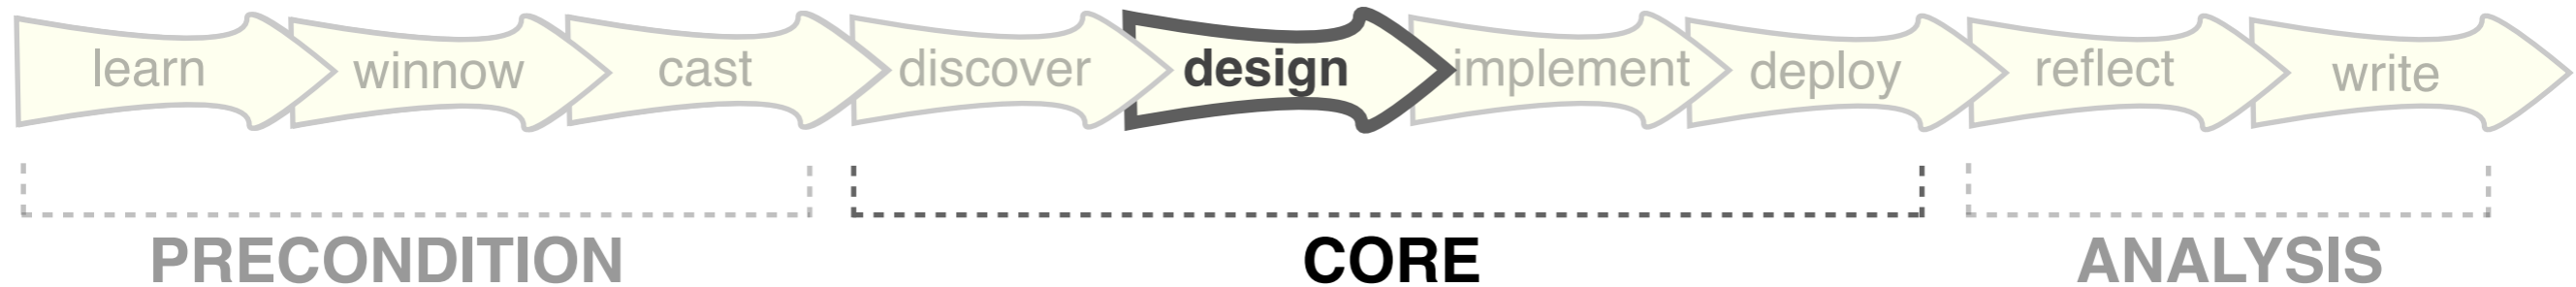 learn winnow cast discover design implement deploy reflect write
PRECONDITION CORE ANALYSIS